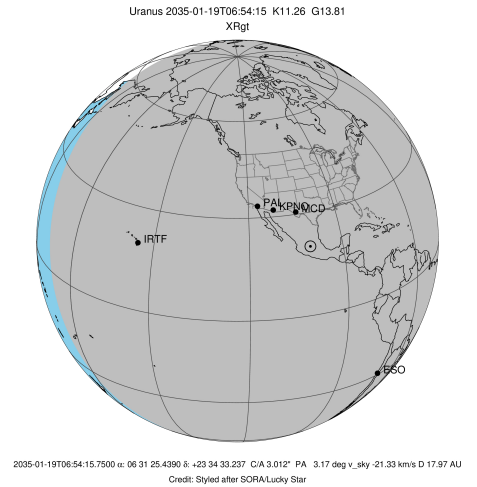 Uranus 2035-01-19T06:54:15 K11.26 G13.81
XRgt
PAL KPNO MCD
IRTF
ESO
2035-01-19T06:54:15.7500 α: 06 31 25.4390 δ: +23 34 33.237 C/A 3.012" PA 3.17 deg v_sky -21.33 km/s D 17.97 AU
Credit: Styled after SORA/Lucky Star